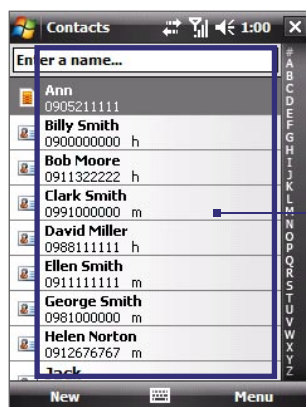 Contacts 1:00
Enter a name...
Ann
0905211111
Billy Smith
0900000000 h
Bob Moore
0911322222 h
Clark Smith
0991000000 m
David Miller
0988111111 h
Ellen Smith
0911111111 m
George Smith
0981000000 m
Helen Norton
0912676767 m
Jack
New Menu
#
A
B
C
D
E
F
G
H
I
J
K
L
M
N
O
P
Q
R
S
T
U
V
W
X
Y
Z